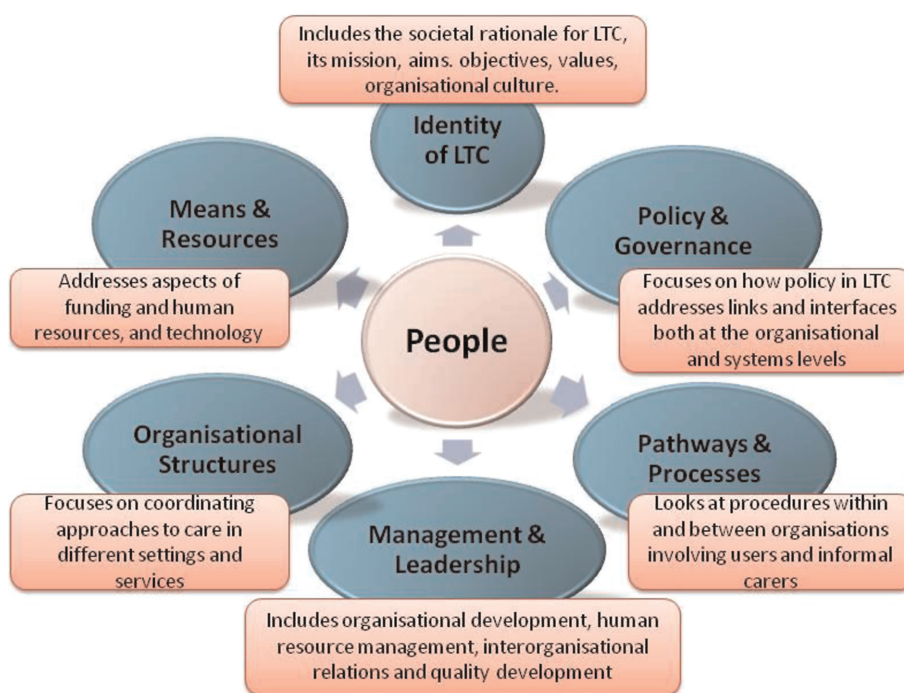 Includes the societal rationale for LTC,
its mission, aims. objectives, values,
organisational culture.
Identity
of LTC
Means &
Resources
Addresses aspects of
funding and human
resources, and technology
Policy &
Governance
Focuses on how policy in LTC
addresses links and interfaces
both at the organisational
and systems levels
People
Organisational
Structures
Focuses on coordinating
approaches to care in
different settings and
services
Pathways &
Processes
Looks at procedures within
and between organisations
involving users and informal
carers
Management &
Leadership
Includes organisational development, human
resource management, interorganisational
relations and quality development